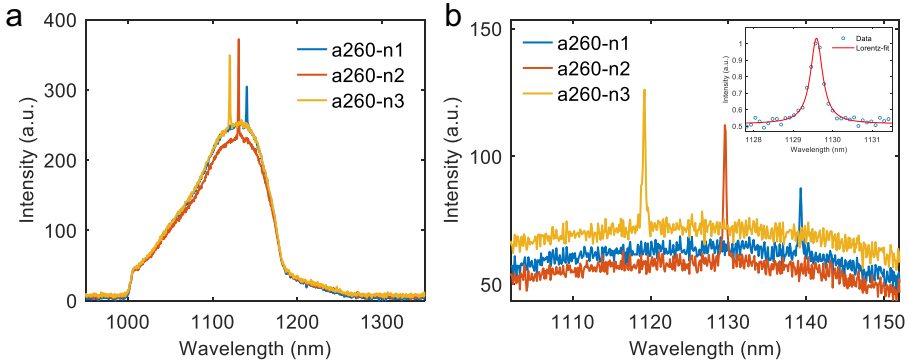 a
400
300
200
100
0
Intensity (a.u.)
a260-n1
a260-n2
a260-n3
1000
1100
1200
1300
Wavelength (nm)
b
150
100
50
Intensity (a.u.)
a260-n1
a260-n2
a260-n3
1110
1120
1130
1140
1150
Wavelength (nm)
1
0.9
0.8
0.7
0.6
0.5
Intensity (a.u.)
Data
Lorentz-fit
1128
1129
1130
1131
Wavelength (nm)